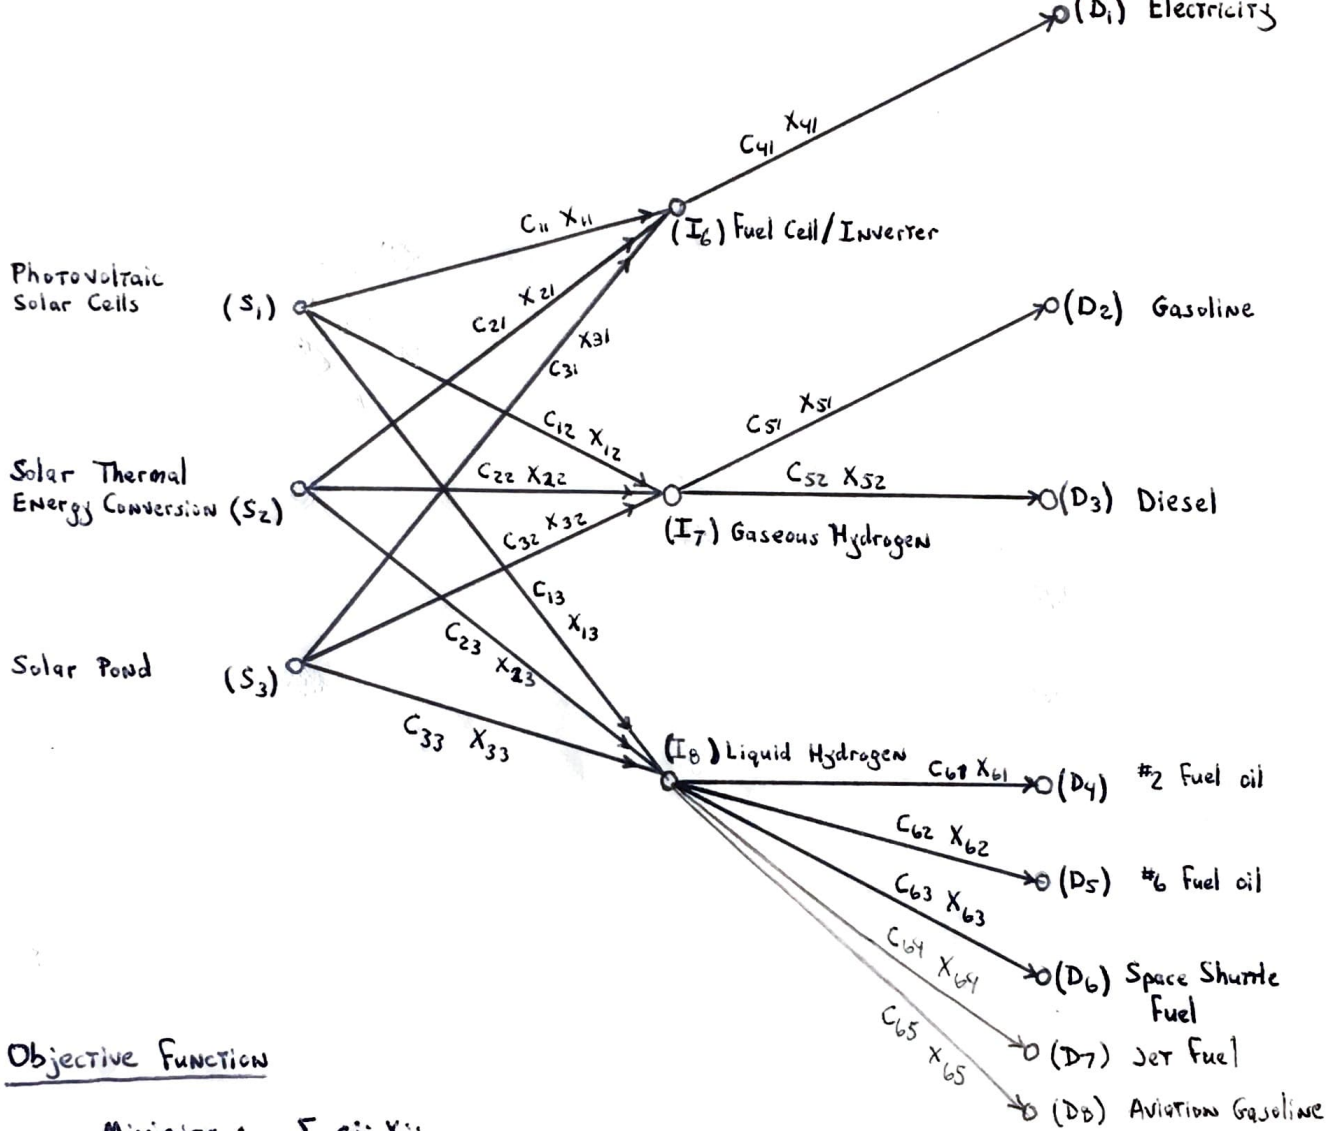 (D1) Electricity
C41 X41
C11 X11
(I6) Fuel Cell/Inverter
Photovoltaic
Solar Cells (S1)
C21 X21
C31 X31
(D2) Gasoline
C51 X51
C12 X12
Solar Thermal
Energy Conversion (S2)
C22 X22
C52 X52
(D3) Diesel
(I7) Gaseous Hydrogen
C32 X32
C13 X13
C23 X23
Solar Pond (S3)
C33 X33
(I8) Liquid Hydrogen
C61 X61
(D4) #2 Fuel oil
C62 X62
(D5) #6 Fuel oil
C63 X63
(D6) Space Shuttle
Fuel
C64 X64
(D7) Jet Fuel
C65 X65
(D8) Aviation Gasoline
Objective Function